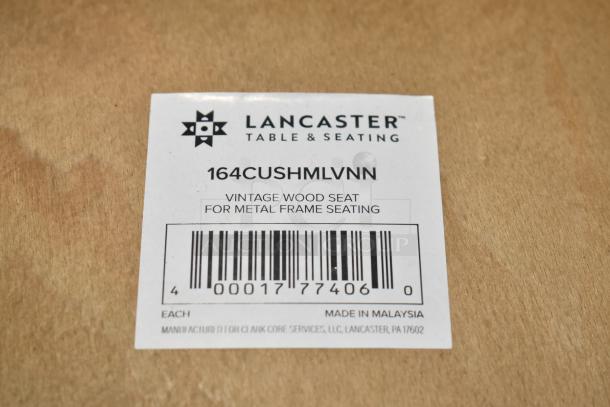 LANCASTER™
TABLE & SEATING
164CUSHMLVNN
VINTAGE WOOD SEAT
FOR METAL FRAME SEATING
4 00017 77406 0
EACH MADE IN MALAYSIA
MANUFACTURED FOR CLARK CORE SERVICES, LLC, LANCASTER, PA 17602